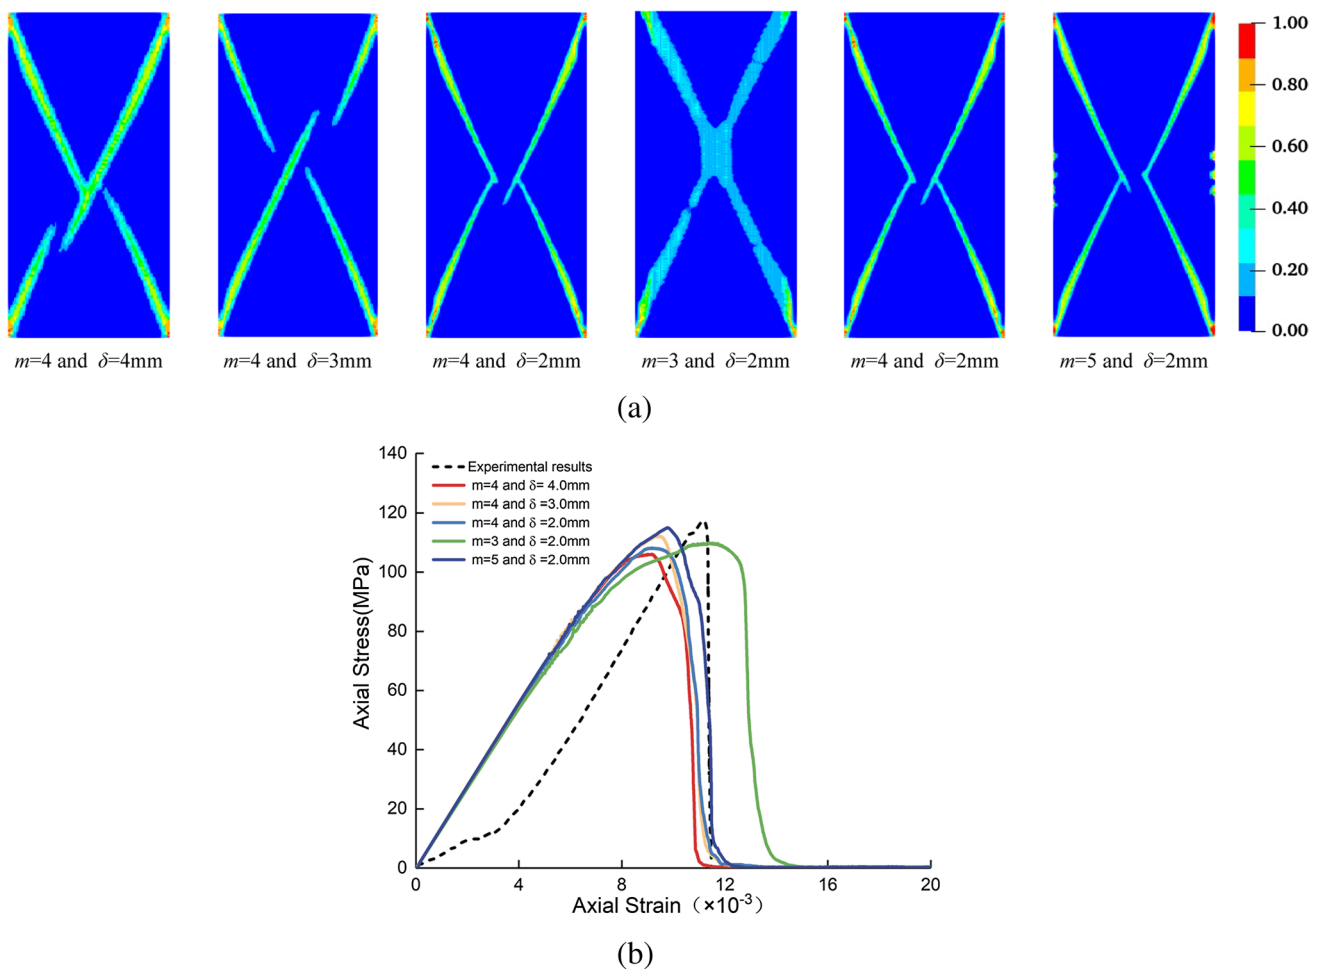 1.00
0.80
0.60
0.40
0.20
0.00
m=4 and δ=4mm
m=4 and δ=3mm
m=4 and δ=2mm
m=3 and δ=2mm
m=4 and δ=2mm
m=5 and δ=2mm
(a)
140
120
100
80
60
40
20
0
Axial Stress(MPa)
Experimental results
m=4 and δ= 4.0mm
m=4 and δ =3.0mm
m=4 and δ =2.0mm
m=3 and δ =2.0mm
m=5 and δ =2.0mm
0 4 8 12 16 20
Axial Strain（×10⁻³）
(b)